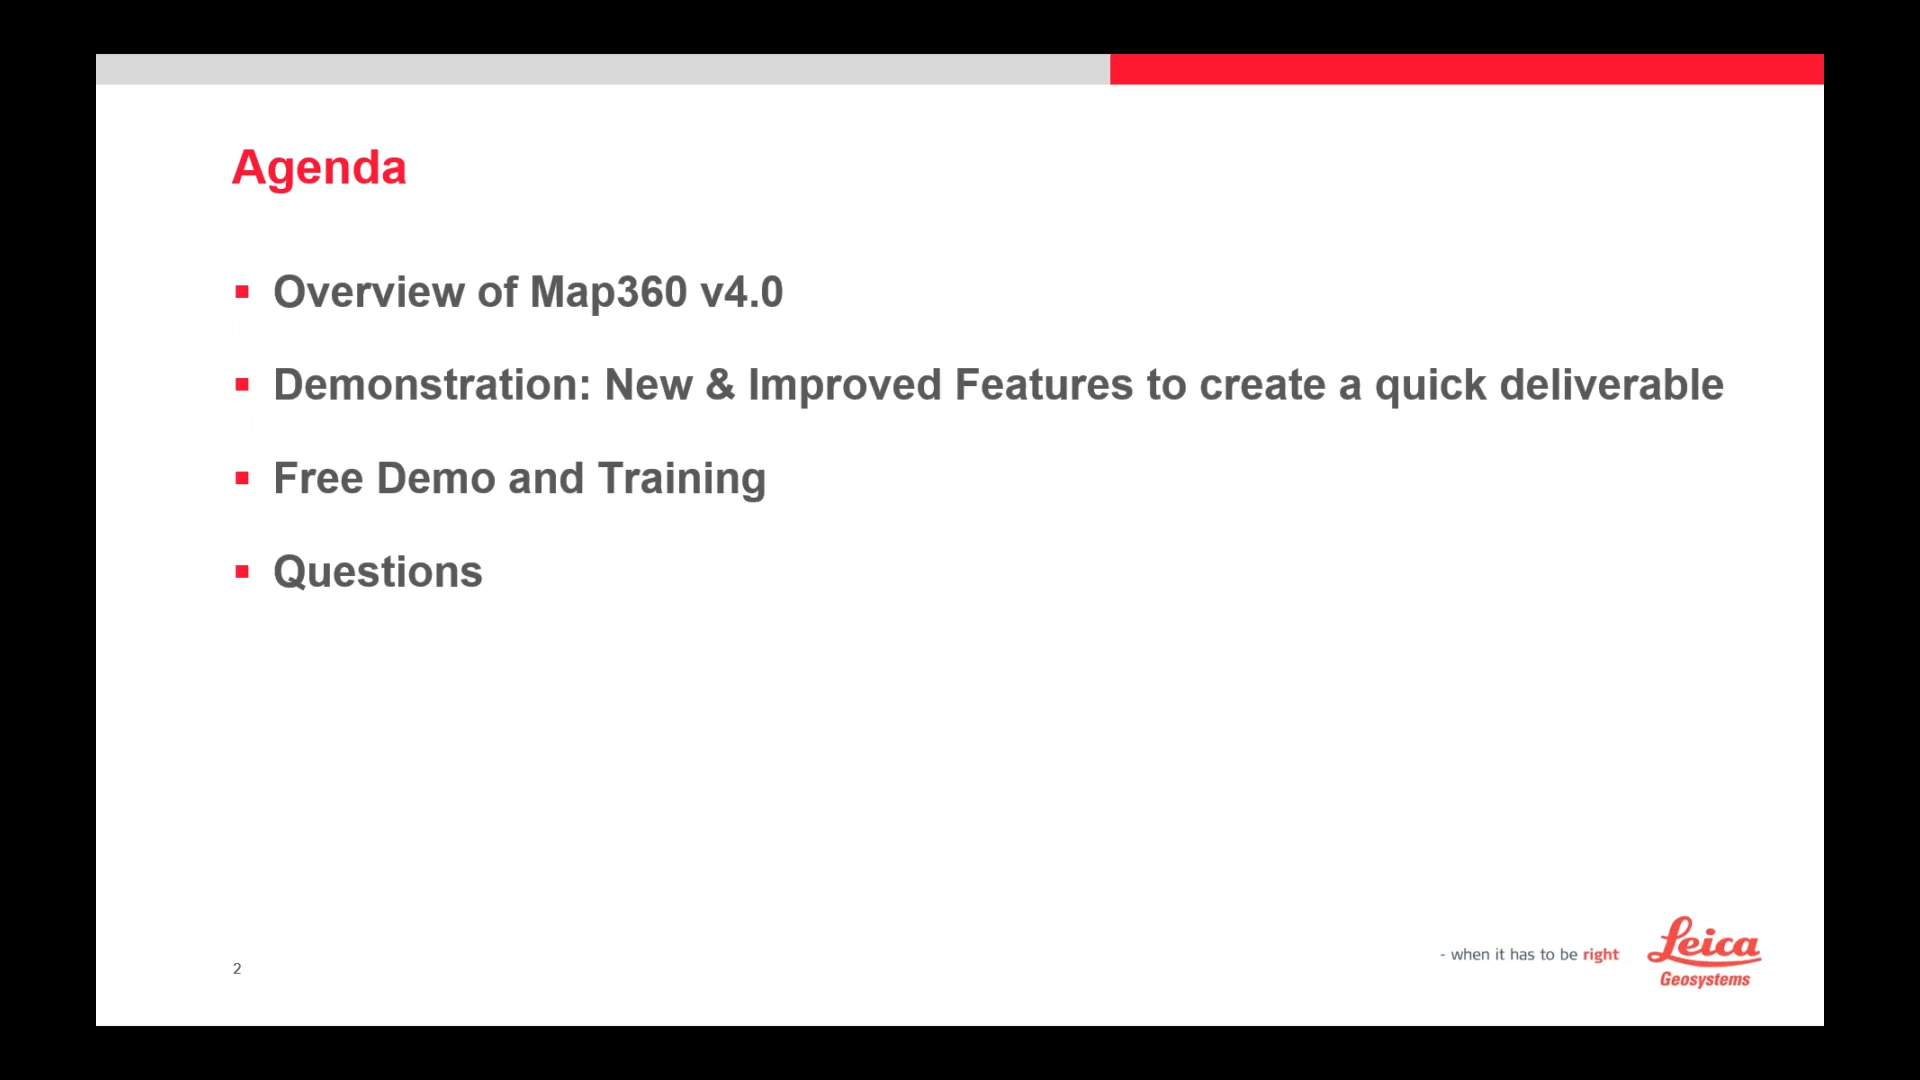 Agenda
▪ Overview of Map360 v4.0
▪ Demonstration: New & Improved Features to create a quick deliverable
▪ Free Demo and Training
▪ Questions
2
- when it has to be right
Leica
Geosystems